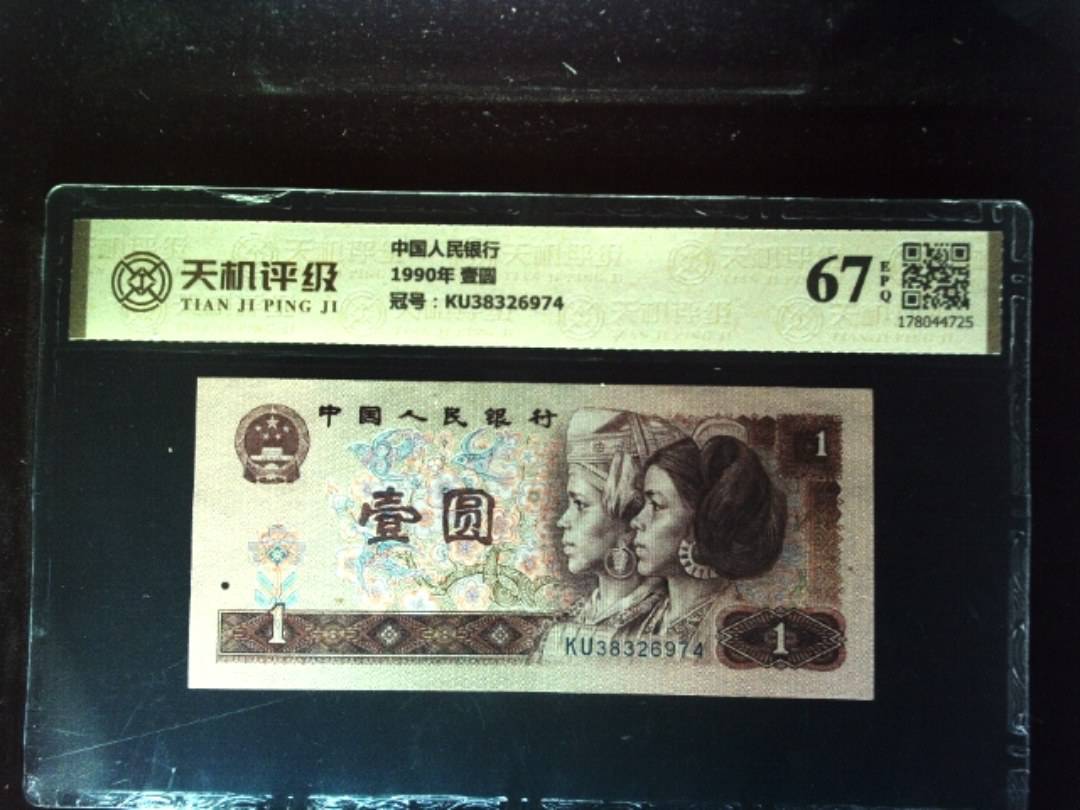 天机评级
TIAN JI PING JI
中国人民银行
1990年 壹圆
冠号：KU38326974
67
EPQ
178044725
中国人民银行
1
壹圆
1
KU38326974
1